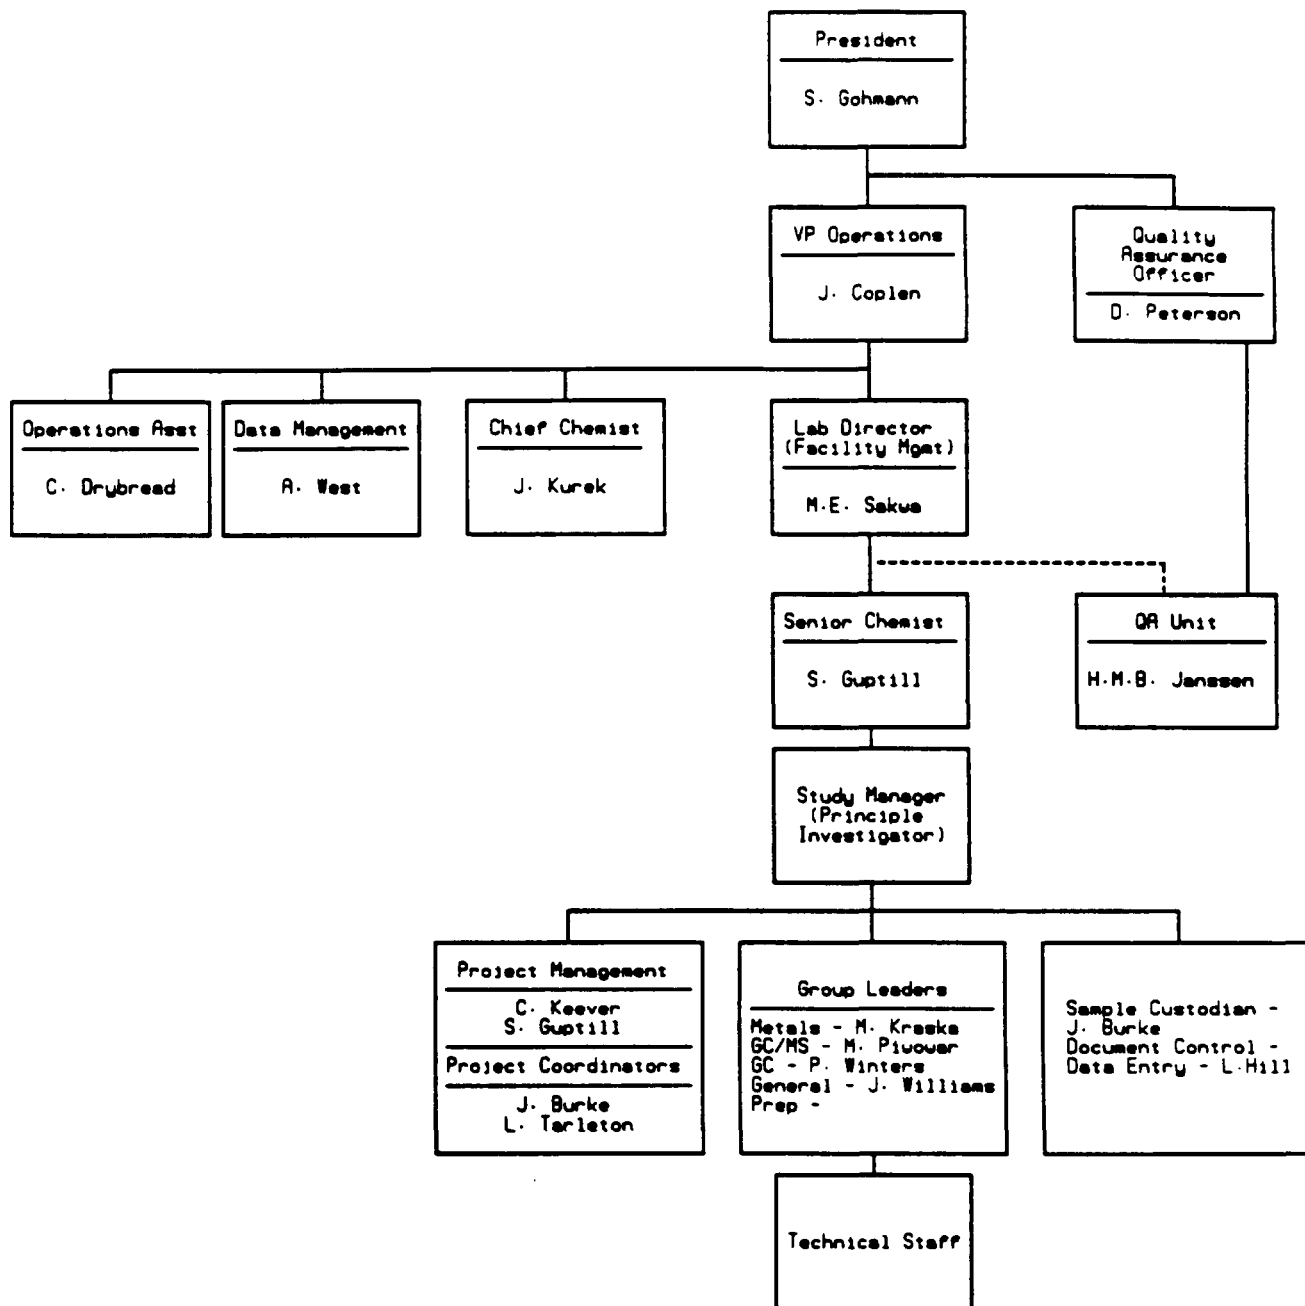 President
S. Gohmann
VP Operations
J. Coplen
Quality
Assurance
Officer
D. Peterson
Operations Asst
C. Drybread
Data Management
A. West
Chief Chemist
J. Kurek
Lab Director
(Facility Mgmt)
M.E. Sakwa
Senior Chemist
S. Guptill
QA Unit
H.M.B. Janssen
Study Manager
(Principle
Investigator)
Project Management
C. Keever
S. Guptill
Project Coordinators
J. Burke
L. Tarleton
Group Leaders
Metals - M. Kraska
GC/MS - M. Pivowar
GC - P. Winters
General - J. Williams
Prep -
Sample Custodian -
J. Burke
Document Control -
Data Entry - L.Hill
Technical Staff